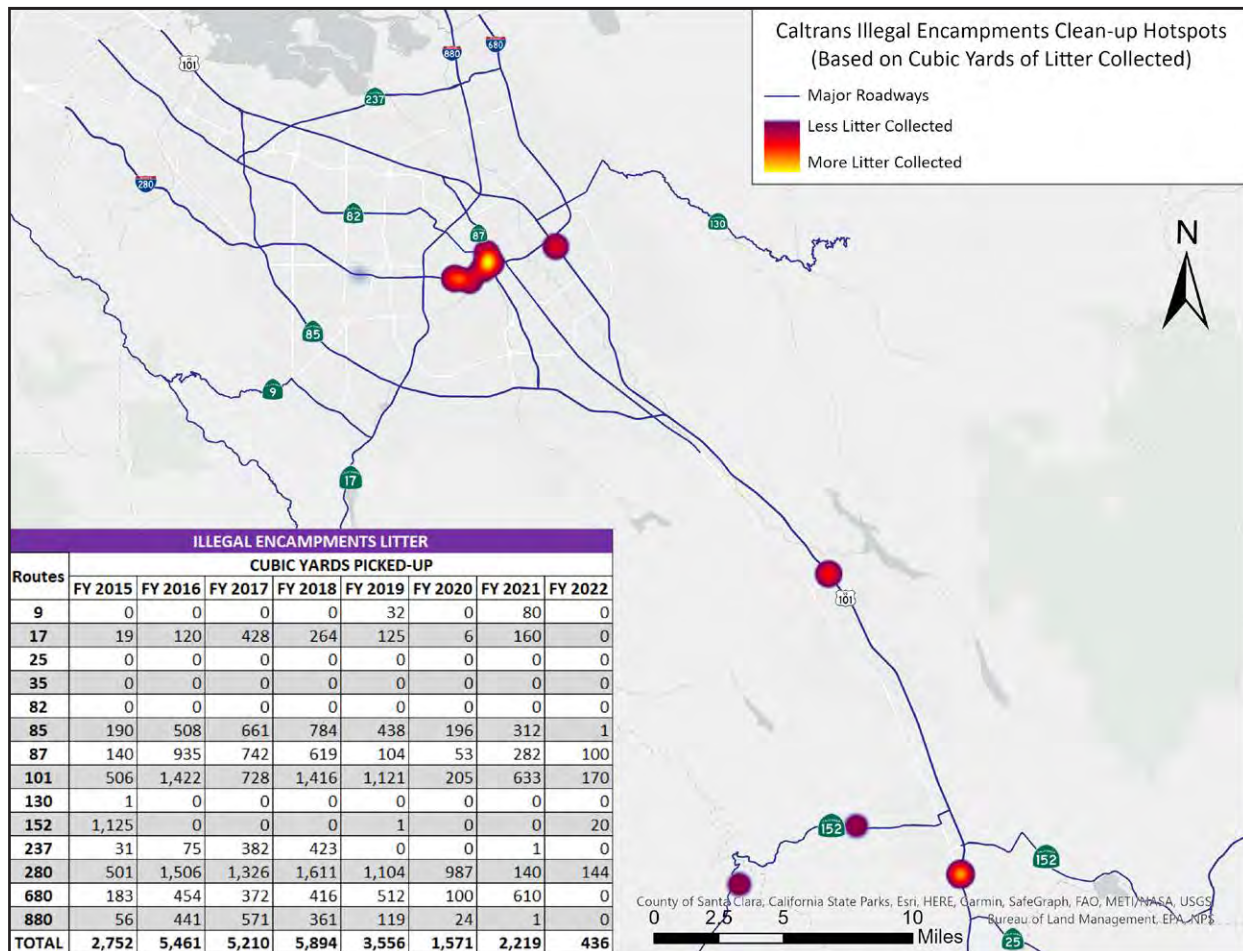 Caltrans Illegal Encampments Clean-up Hotspots
(Based on Cubic Yards of Litter Collected)
Major Roadways
Less Litter Collected
More Litter Collected
101
880
680
237
280
82
87
130
N
85
9
17
101
152
152
25
ILLEGAL ENCAMPMENTS LITTER
Routes CUBIC YARDS PICKED-UP
FY 2015 FY 2016 FY 2017 FY 2018 FY 2019 FY 2020 FY 2021 FY 2022
9 0 0 0 0 32 0 80 0
17 19 120 428 264 125 6 160 0
25 0 0 0 0 0 0 0 0
35 0 0 0 0 0 0 0 0
82 0 0 0 0 0 0 0 0
85 190 508 661 784 438 196 312 1
87 140 935 742 619 104 53 282 100
101 506 1,422 728 1,416 1,121 205 633 170
130 1 0 0 0 0 0 0 0
152 1,125 0 0 0 1 0 0 20
237 31 75 382 423 0 0 1 0
280 501 1,506 1,326 1,611 1,104 987 140 144
680 183 454 372 416 512 100 610 0
880 56 441 571 361 119 24 1 0
TOTAL 2,752 5,461 5,210 5,894 3,556 1,571 2,219 436
County of Santa Clara, California State Parks, Esri, HERE, Garmin, SafeGraph, FAO, METI/NASA, USGS,
Bureau of Land Management, EPA, NPS
0 2.5 5 10
Miles